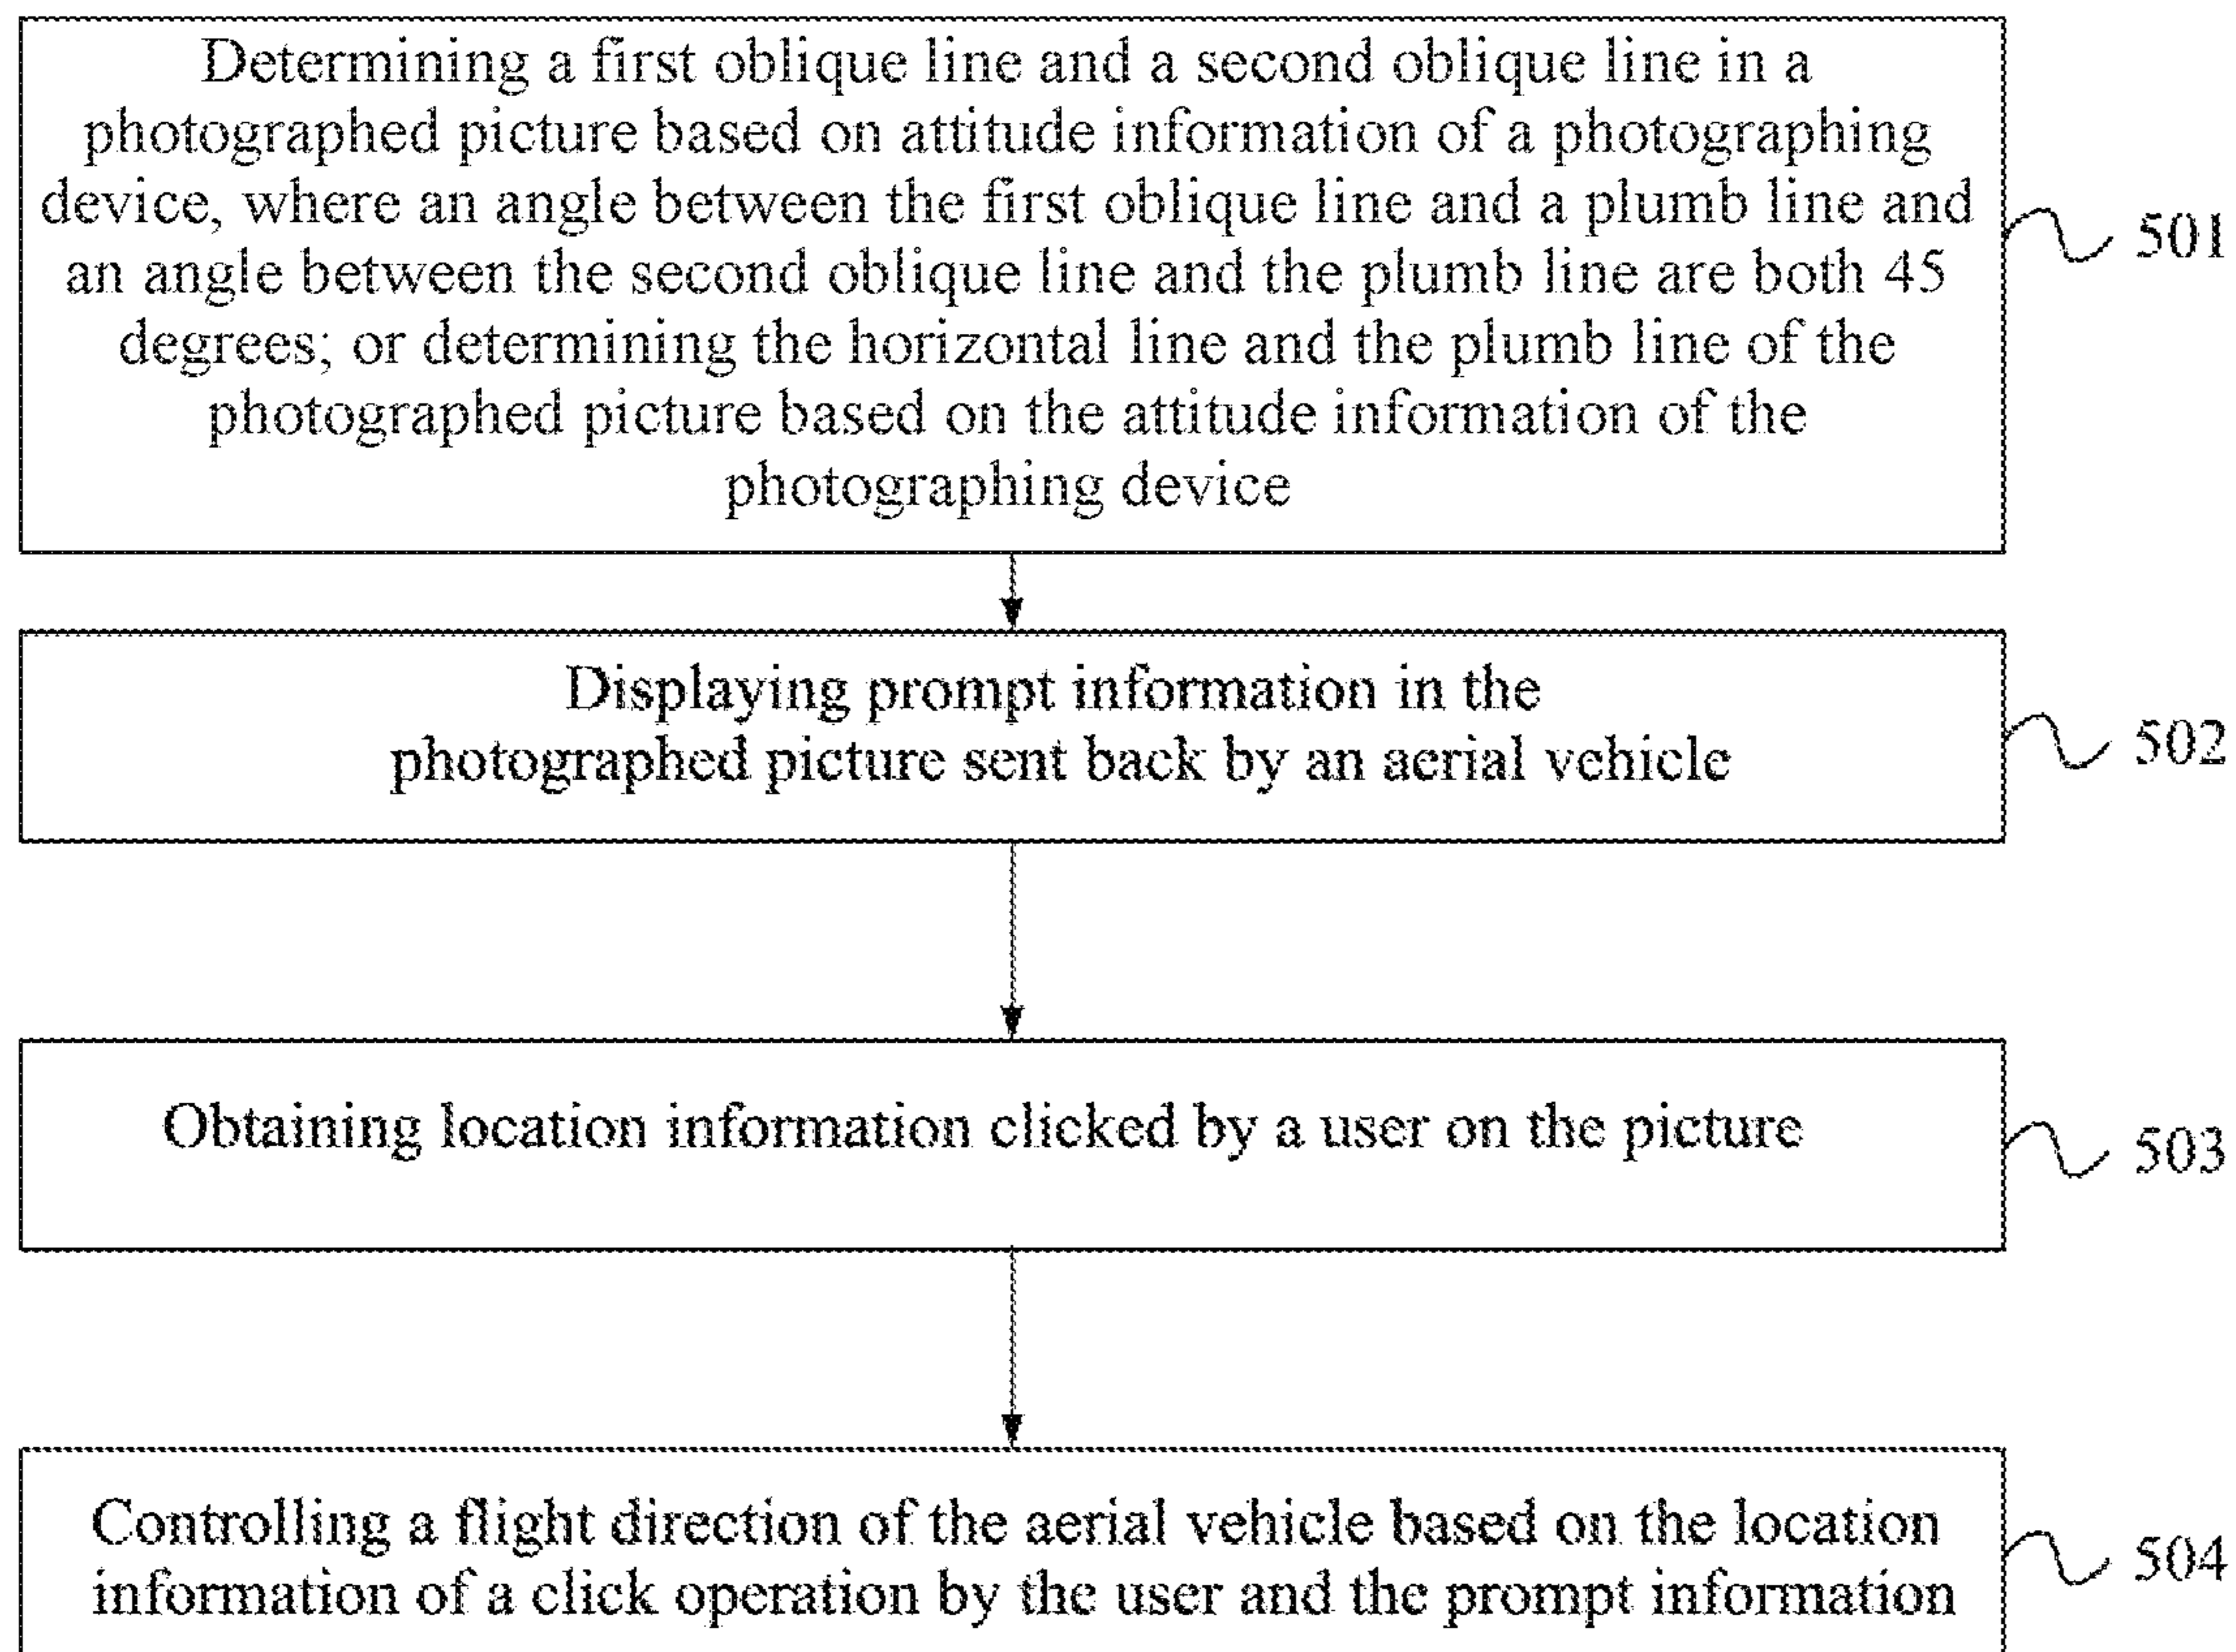 Determining a first oblique line and a second oblique line in a
photographed picture based on attitude information of a photographing
device, where an angle between the first oblique line and a plumb line and
an angle between the second oblique line and the plumb line are both 45
degrees; or determining the horizontal line and the plumb line of the
photographed picture based on the attitude information of the
photographing device
501
Displaying prompt information in the
photographed picture sent back by an aerial vehicle
502
Obtaining location information clicked by a user on the picture
503
Controlling a flight direction of the aerial vehicle based on the location
information of a click operation by the user and the prompt information
504